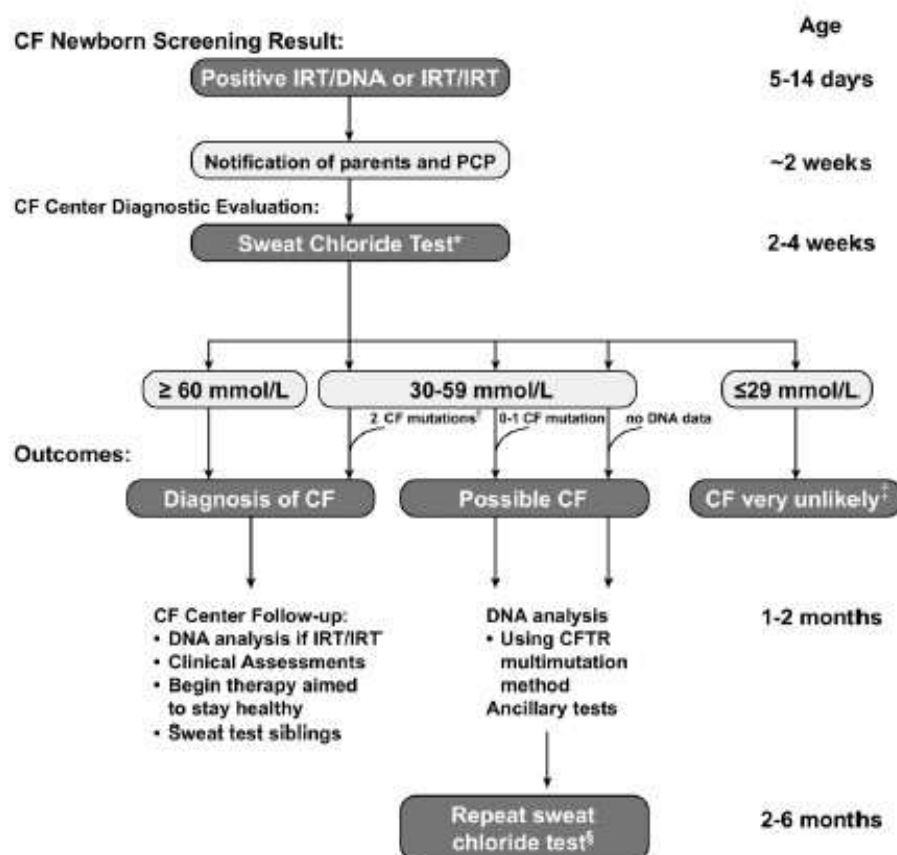 Age
CF Newborn Screening Result:
Positive IRT/DNA or IRT/IRT
5-14 days
Notification of parents and PCP
~2 weeks
CF Center Diagnostic Evaluation:
Sweat Chloride Test*
2-4 weeks
≥ 60 mmol/L
30-59 mmol/L
≤29 mmol/L
2 CF mutations†
0-1 CF mutation
no DNA data
Outcomes:
Diagnosis of CF
Possible CF
CF very unlikely‡
CF Center Follow-up:
• DNA analysis if IRT/IRT
• Clinical Assessments
• Begin therapy aimed
to stay healthy
• Sweat test siblings
DNA analysis
• Using CFTR
multimutation
method
Ancillary tests
1-2 months
Repeat sweat
chloride test§
2-6 months